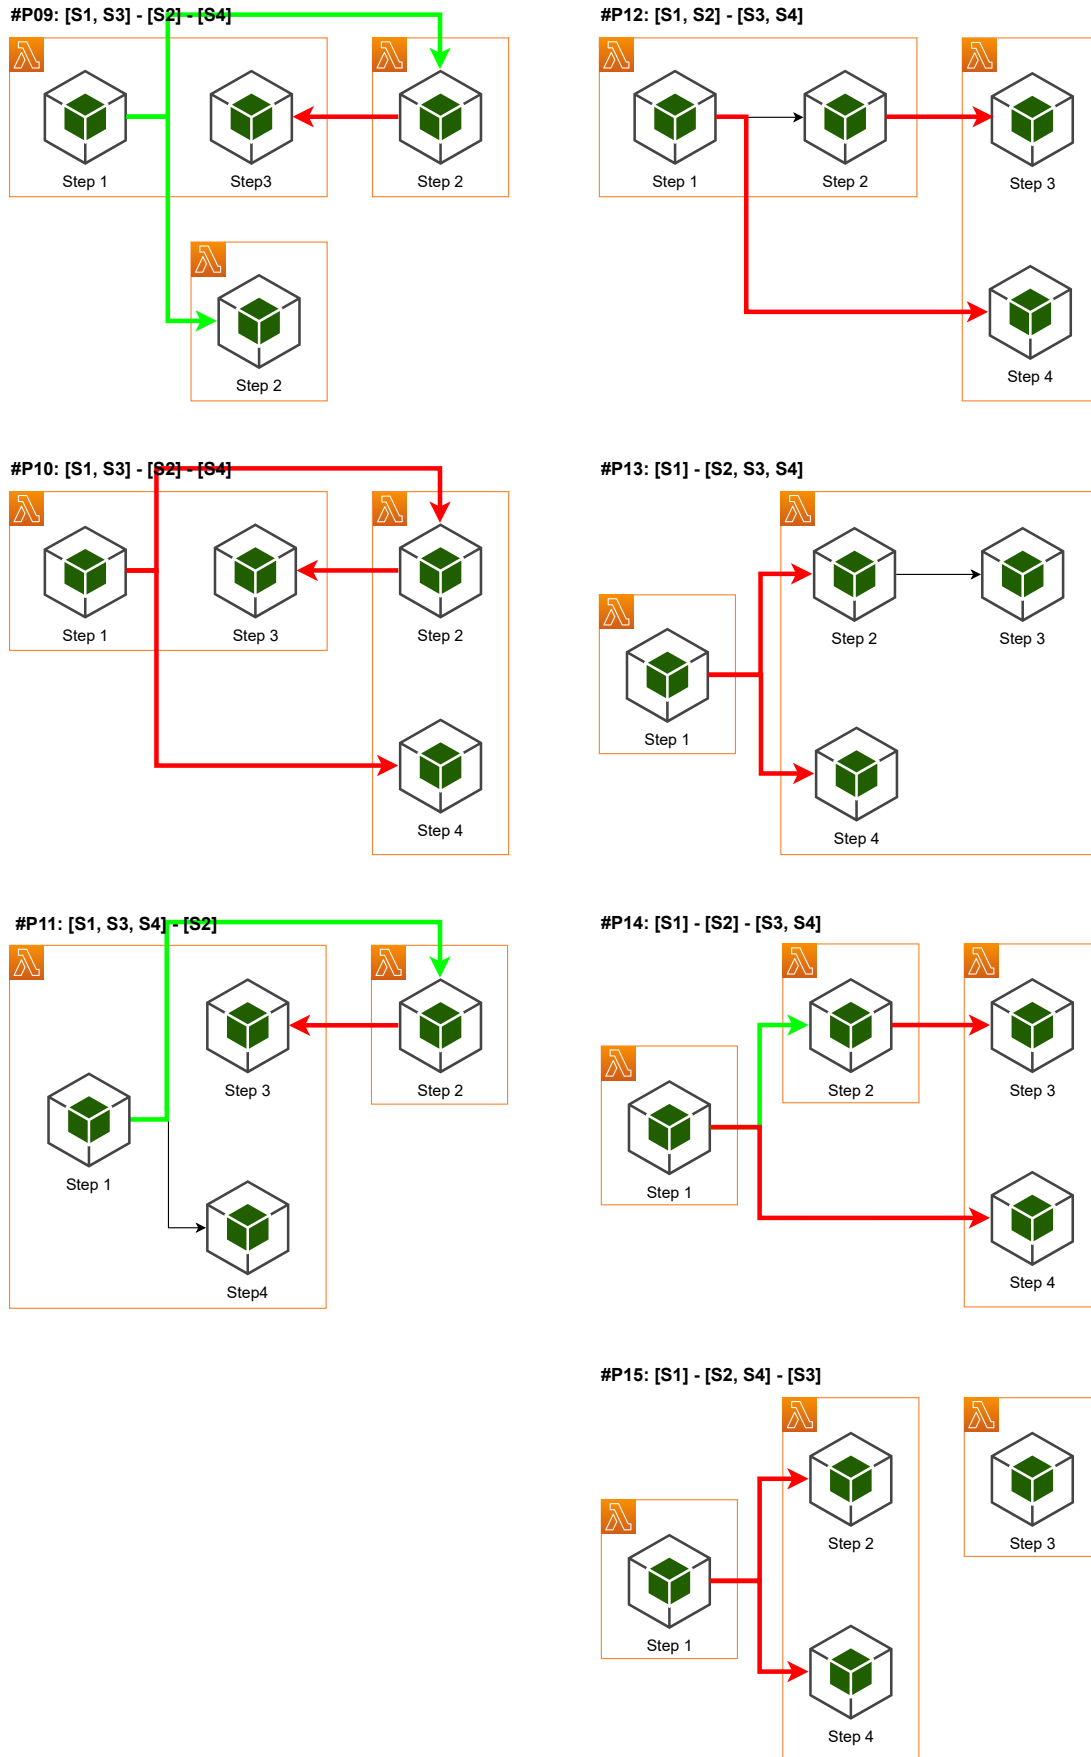 #P09: [S1, S3] - [S2] - [S4]
Step 1
Step3
Step 2
Step 2
#P10: [S1, S3] - [S2] - [S4]
Step 1
Step 3
Step 2
Step 4
#P11: [S1, S3, S4] - [S2]
Step 3
Step 2
Step 1
Step4
#P12: [S1, S2] - [S3, S4]
Step 1
Step 2
Step 3
Step 4
#P13: [S1] - [S2, S3, S4]
Step 2
Step 3
Step 1
Step 4
#P14: [S1] - [S2] - [S3, S4]
Step 2
Step 3
Step 1
Step 4
#P15: [S1] - [S2, S4] - [S3]
Step 2
Step 3
Step 1
Step 4